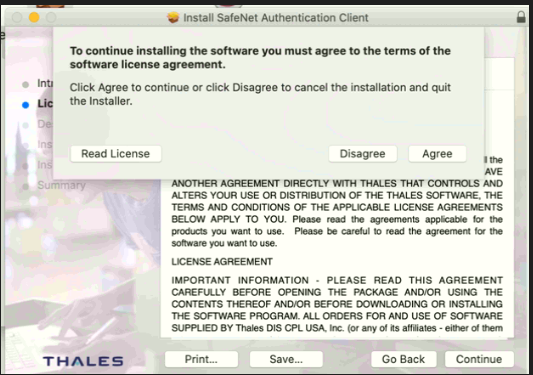 Install SafeNet Authentication Client
To continue installing the software you must agree to the terms of the
software license agreement.
Click Agree to continue or click Disagree to cancel the installation and quit
the Installer.
Read License
Disagree
Agree
Summary
the
ANOTHER AGREEMENT DIRECTLY WITH THALES THAT CONTROLS AND
ALTERS YOUR USE OR DISTRIBUTION OF THE THALES SOFTWARE, THE
TERMS AND CONDITIONS OF THE APPLICABLE LICENSE AGREEMENTS
BELOW APPLY TO YOU. Please read the agreements applicable for the
products you want to use. Please be careful to read the agreement for the
software you want to use.
LICENSE AGREEMENT
IMPORTANT INFORMATION - PLEASE READ THIS AGREEMENT
CAREFULLY BEFORE OPENING THE PACKAGE AND/OR USING THE
CONTENTS THEREOF AND/OR BEFORE DOWNLOADING OR INSTALLING
THE SOFTWARE PROGRAM. ALL ORDERS FOR AND USE OF SOFTWARE
SUPPLIED BY Thales DIS CPL USA, Inc. (or any of its affiliates - either of them
THALES
Print...
Save...
Go Back
Continue